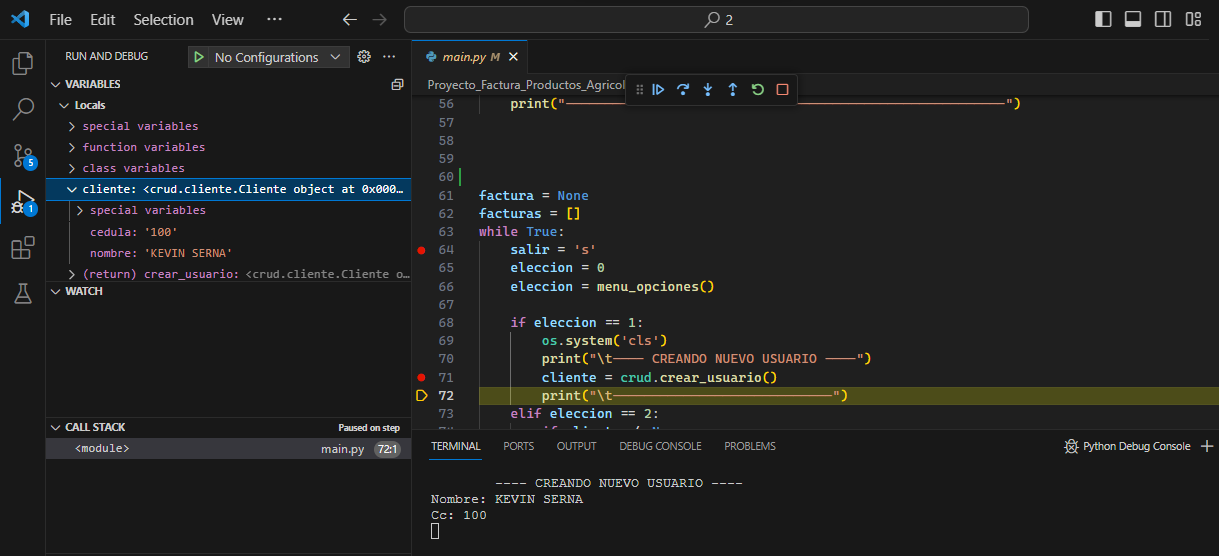 File Edit Selection View ··· 2
RUN AND DEBUG No Configurations ···
VARIABLES
Locals
special variables
function variables
class variables
cliente: <crud.cliente.Cliente object at 0x000…
special variables
cedula: '100'
nombre: 'KEVIN SERNA'
(return) crear_usuario: <crud.cliente.Cliente o…
WATCH
CALL STACK Paused on step
<module> main.py 72:1
5
1
main.py M
Proyecto_Factura_Productos_Agricol
56 print("————————")
57
58
59
60
61 factura = None
62 facturas = []
63 while True:
64 salir = 's'
65 eleccion = 0
66 eleccion = menu_opciones()
67
68 if eleccion == 1:
69 os.system('cls')
70 print("\t———— CREANDO NUEVO USUARIO ————")
71 cliente = crud.crear_usuario()
72 print("\t————————————————————————————")
73 elif eleccion == 2:
TERMINAL PORTS OUTPUT DEBUG CONSOLE PROBLEMS Python Debug Console
---- CREANDO NUEVO USUARIO ----
Nombre: KEVIN SERNA
Cc: 100